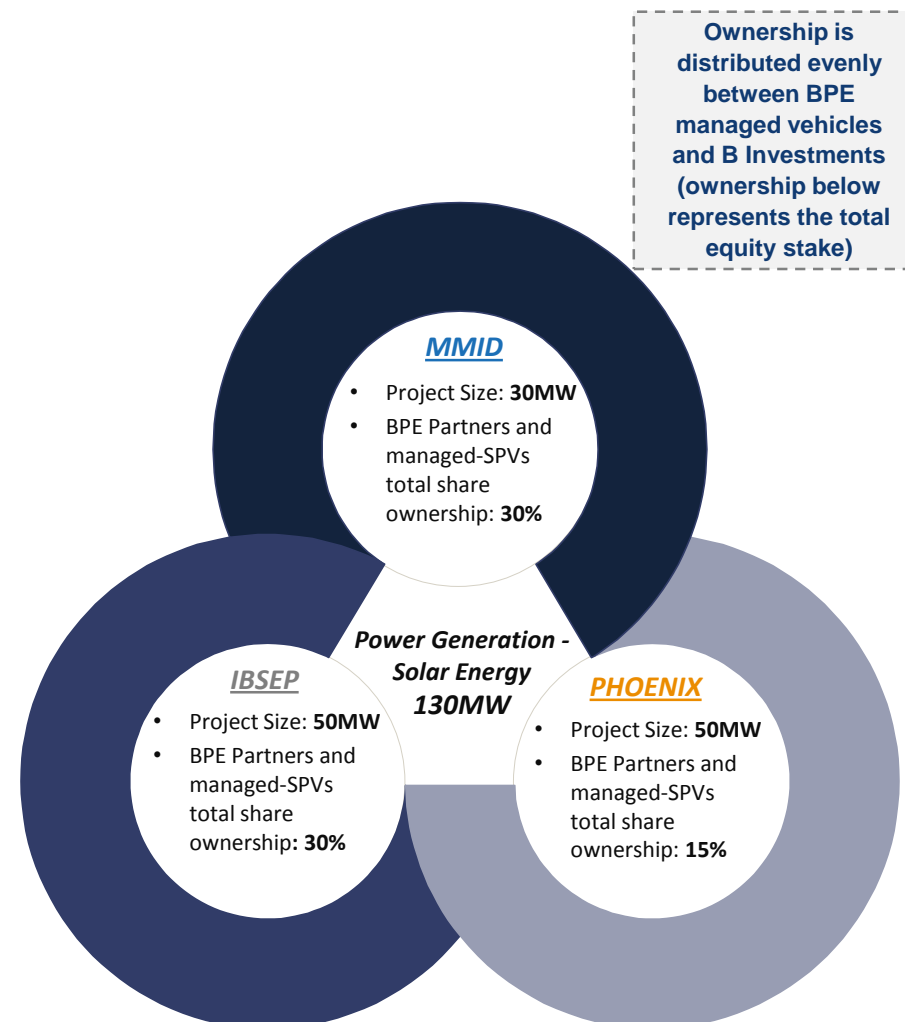 Ownership is
distributed evenly
between BPE
managed vehicles
and B Investments
(ownership below
represents the total
equity stake)
MMID
• Project Size: 30MW
• BPE Partners and
managed-SPVs
total share
ownership: 30%
Power Generation -
Solar Energy
130MW
IBSEP
• Project Size: 50MW
• BPE Partners and
managed-SPVs
total share
ownership: 30%
PHOENIX
• Project Size: 50MW
• BPE Partners and
managed-SPVs
total share
ownership: 15%